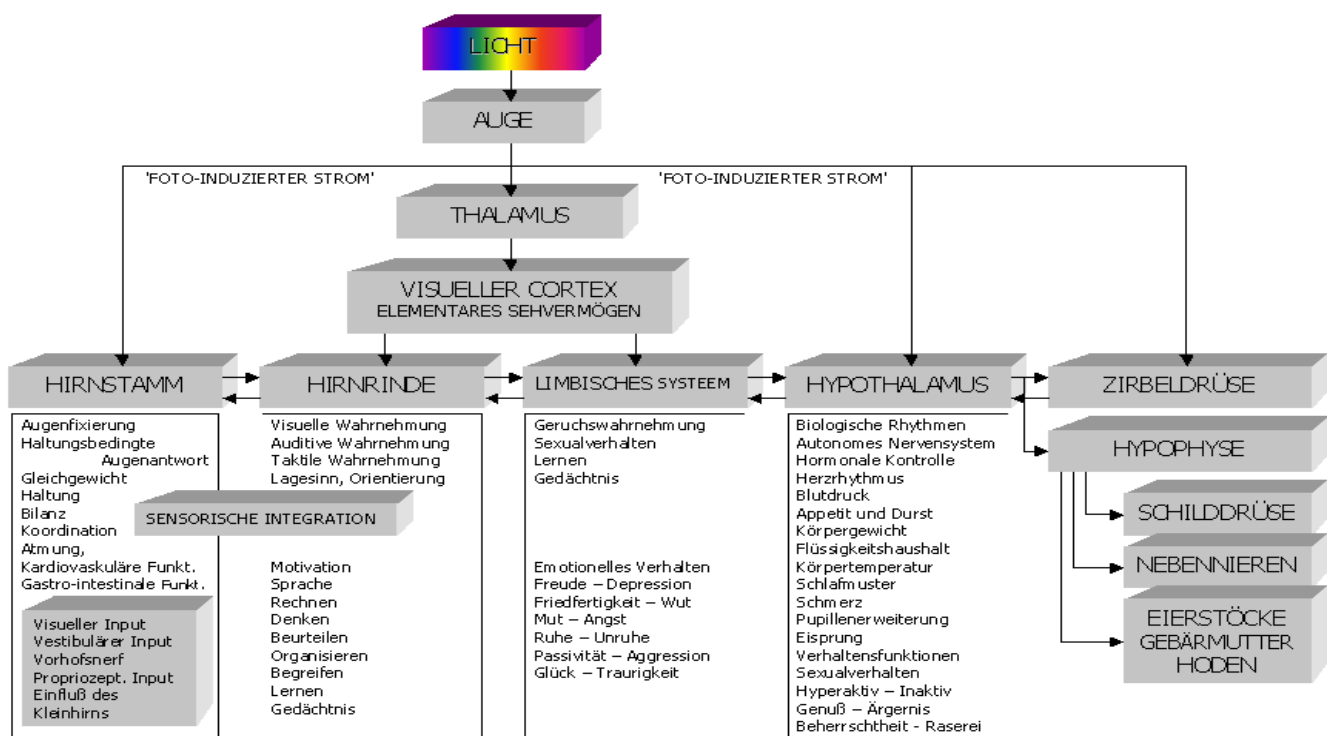 LICHT
AUGE
'FOTO-INDUZIERTER STROM'
'FOTO-INDUZIERTER STROM'
THALAMUS
VISUELLER CORTEX
ELEMENTARES SEHVERMÖGEN
HIRNSTAMM
HIRNRINDE
LIMBISCHES SYSTEEM
HYPOTHALAMUS
ZIRBELDRÜSE
Augenfixierung
Haltungsbedingte
Augenantwort
Gleichgewicht
Haltung
Bilanz
Koordination
Atmung,
Kardiovaskuläre Funkt.
Gastro-intestinale Funkt.
Visueller Input
Vestibulärer Input
Vorhofsnerf
Propriozept. Input
Einfluß des
Kleinhirns
Visuelle Wahrnehmung
Auditive Wahrnehmung
Taktile Wahrnehmung
Lagesinn, Orientierung
SENSORISCHE INTEGRATION
Motivation
Sprache
Rechnen
Denken
Beurteilen
Organisieren
Begreifen
Lernen
Gedächtnis
Geruchswahrnehmung
Sexualverhalten
Lernen
Gedächtnis
Emotionelles Verhalten
Freude – Depression
Friedfertigkeit – Wut
Mut – Angst
Ruhe – Unruhe
Passivität – Aggression
Glück – Traurigkeit
Biologische Rhythmen
Autonomes Nervensystem
Hormonale Kontrolle
Herzrhythmus
Blutdruck
Appetit und Durst
Körpergewicht
Flüssigkeitshaushalt
Körpertemperatur
Schlafmuster
Schmerz
Pupillenerweiterung
Eisprung
Verhaltensfunktionen
Sexualverhalten
Hyperaktiv – Inaktiv
Genuß – Ärgernis
Beherrschtheit - Raserei
HYPOPHYSE
SCHILDDRÜSE
NEBENNIEREN
EIERSTÖCKE
GEBÄRMUTTER
HODEN